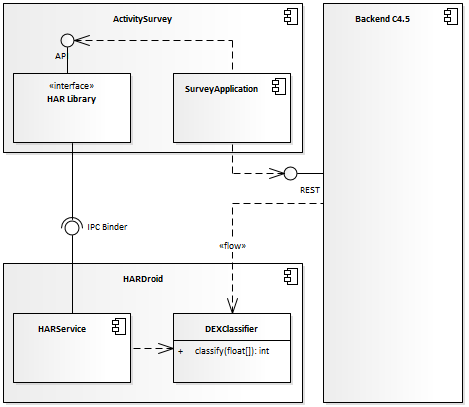 ActivitySurvey
Backend C4.5
AP
«interface»
HAR Library
SurveyApplication
REST
IPC Binder
«flow»
HARDroid
HARService
DEXClassifier
+ classify(float[]): int